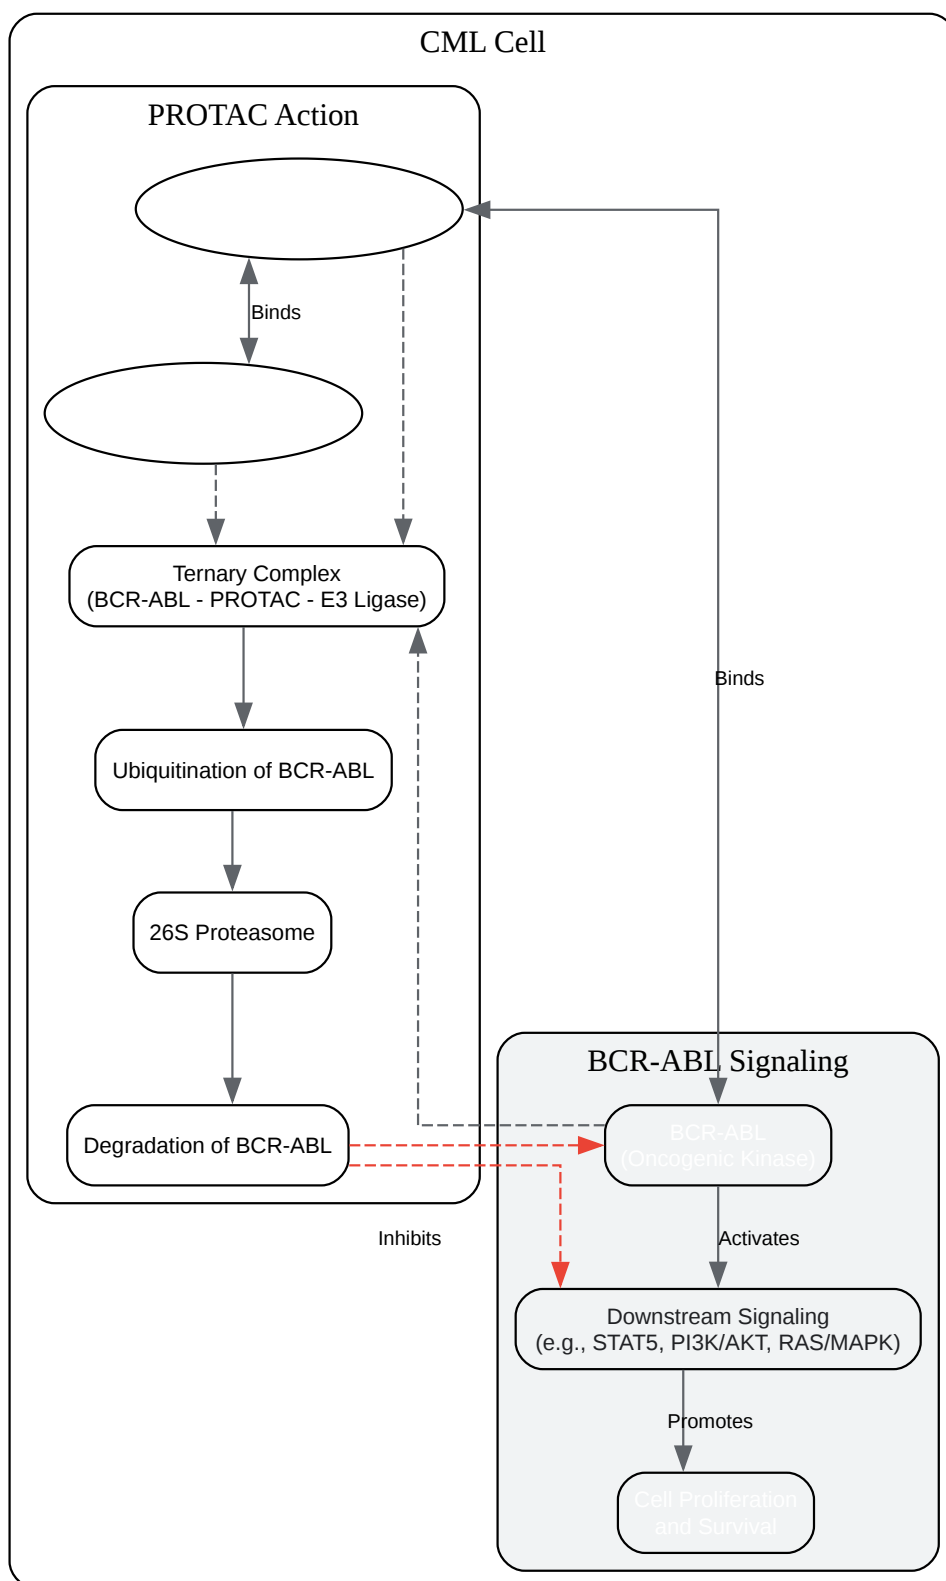 CML Cell
PROTAC Action
Binds
Ternary Complex
(BCR-ABL - PROTAC - E3 Ligase)
Binds
Ubiquitination of BCR-ABL
26S Proteasome
BCR-ABL Signaling
BCR-ABL
(Oncogenic Kinase)
Degradation of BCR-ABL
Inhibits
Activates
Downstream Signaling
(e.g., STAT5, PI3K/AKT, RAS/MAPK)
Promotes
Cell Proliferation
and Survival